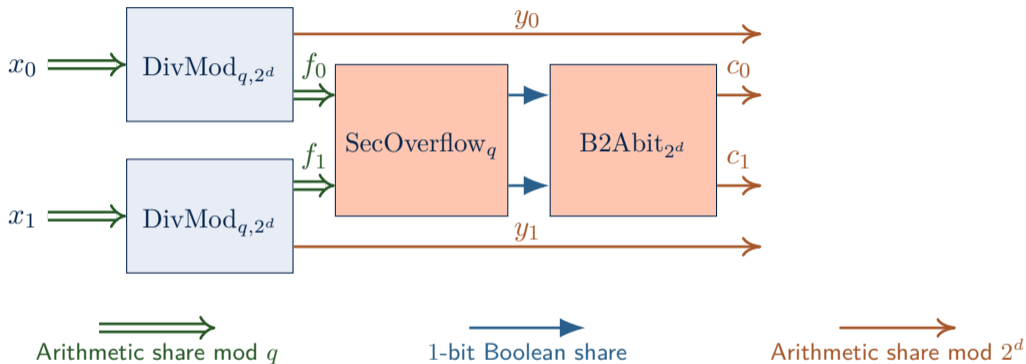 y₀
x₀
DivMod_{q,2^d}
f₀
c₀
SecOverflow_q
B2Abit_{2^d}
f₁
c₁
x₁
DivMod_{q,2^d}
y₁
Arithmetic share mod q
1-bit Boolean share
Arithmetic share mod 2^d